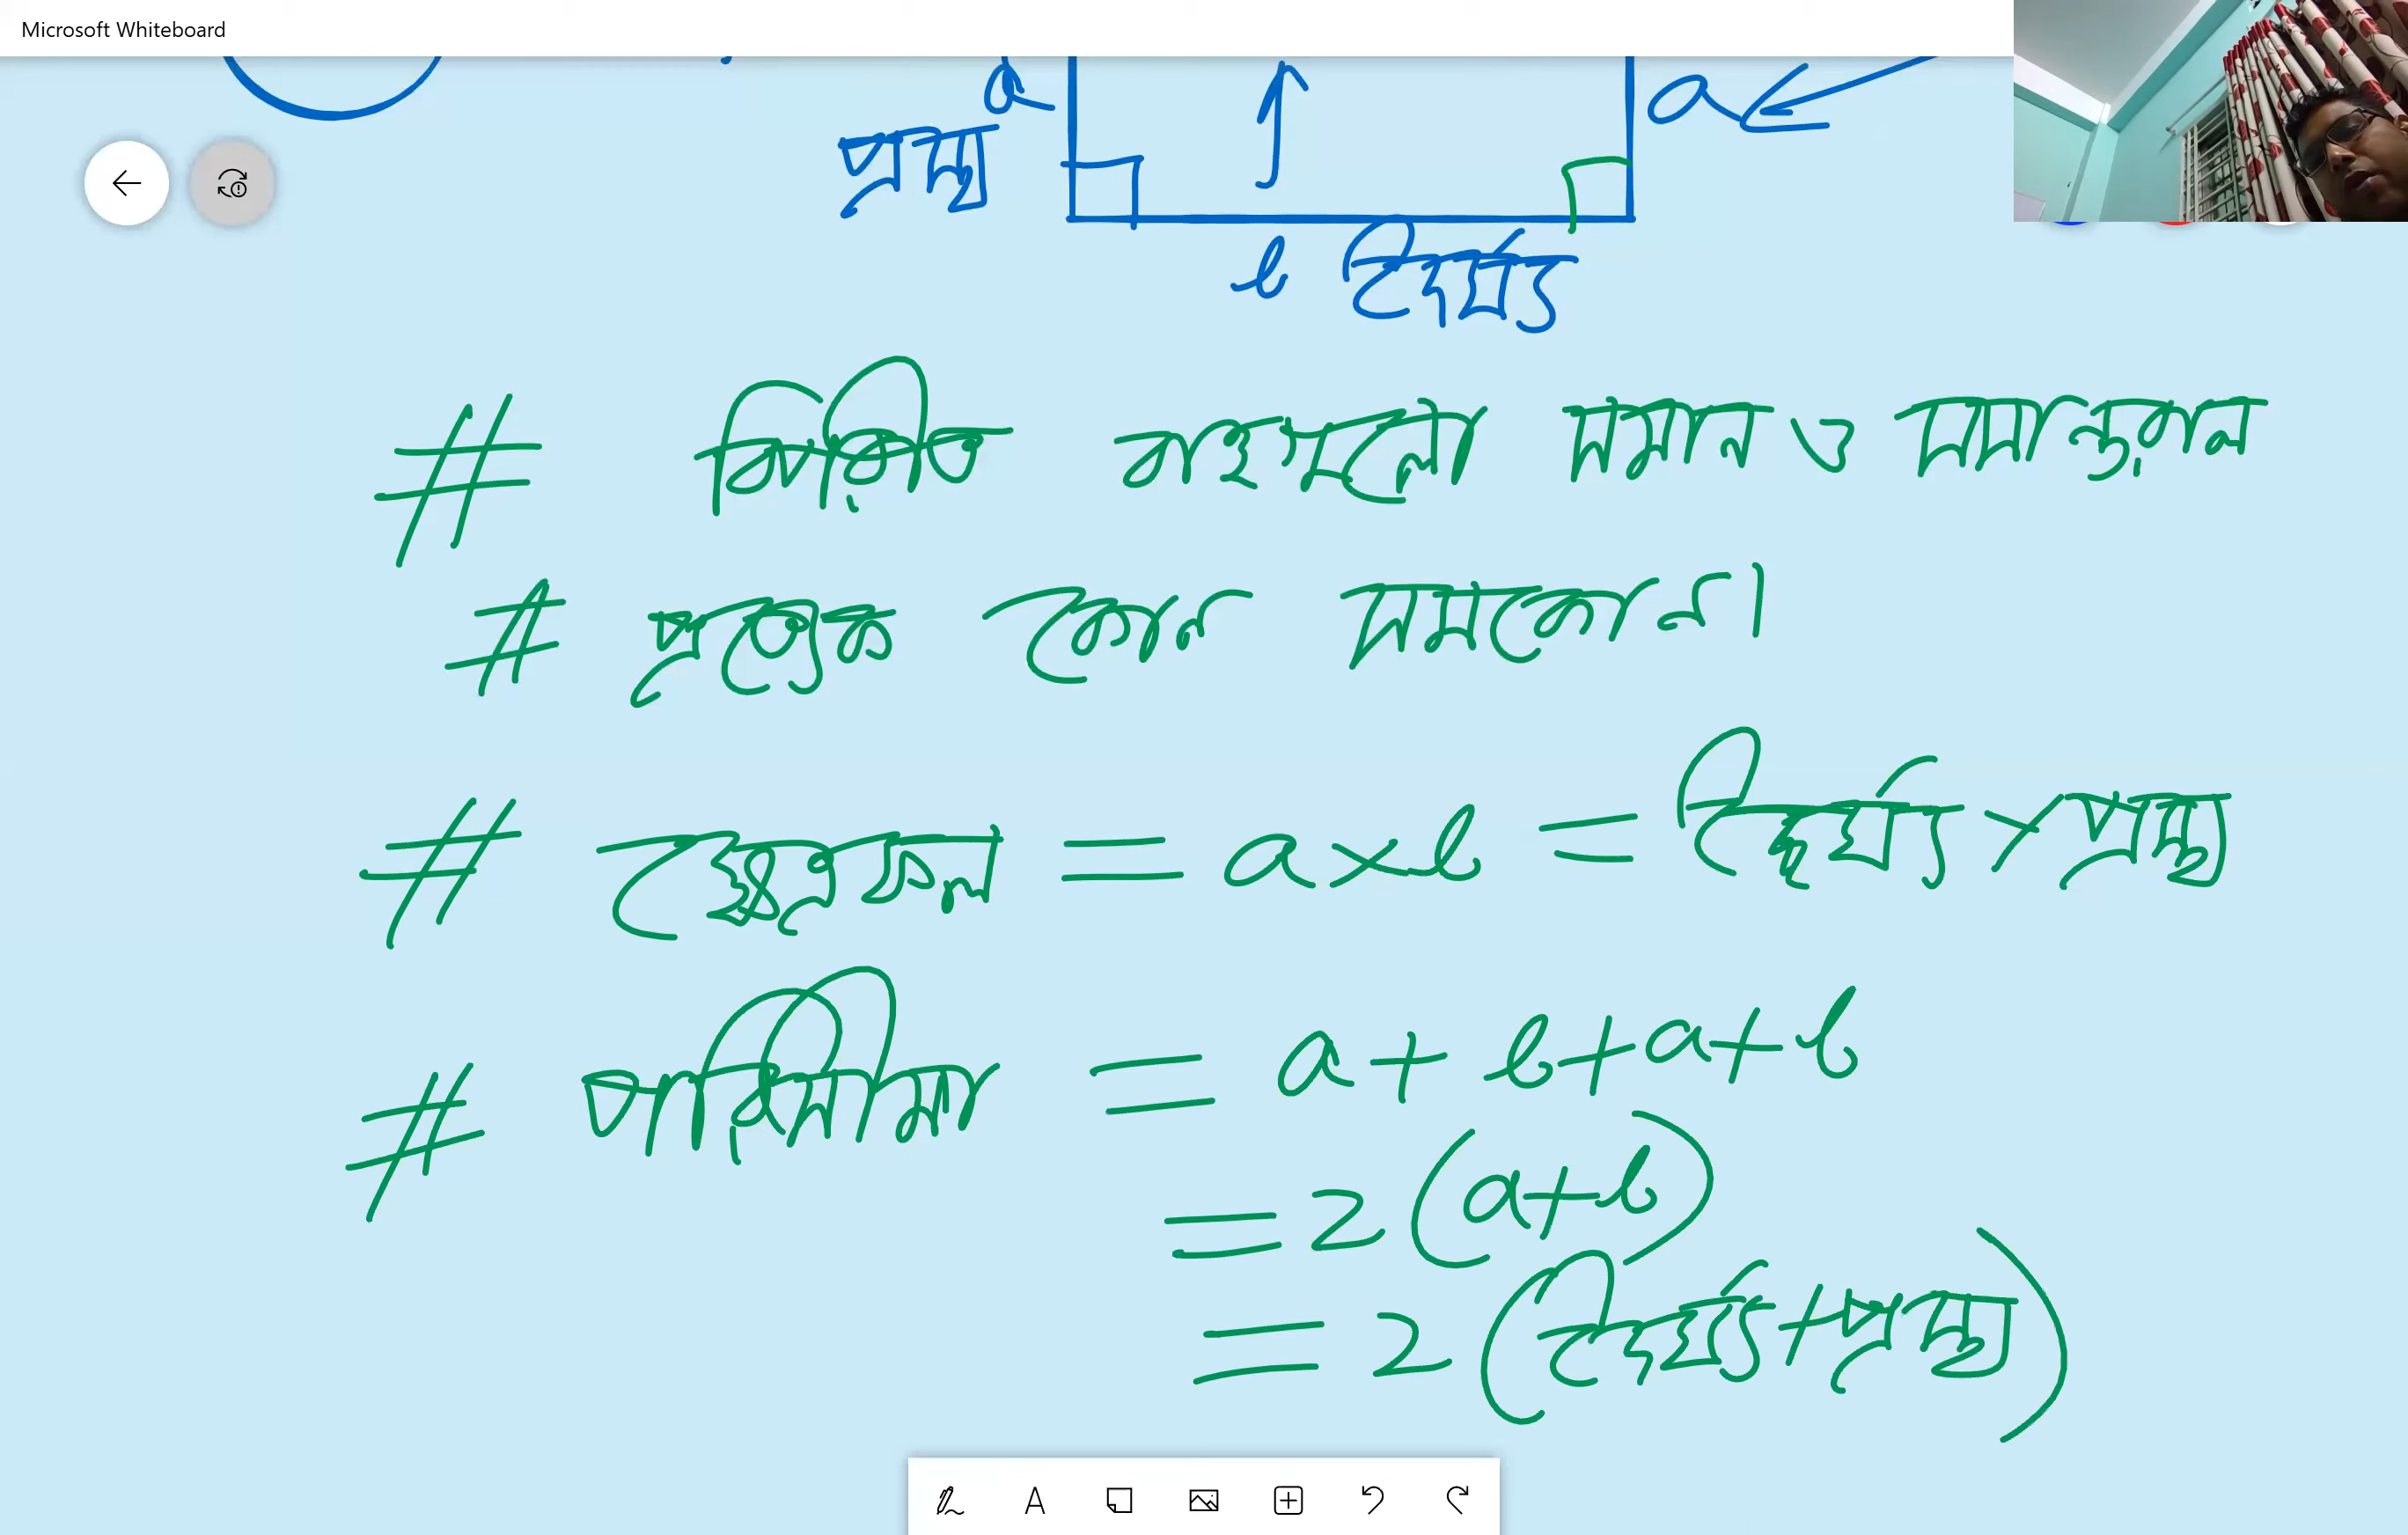 Microsoft Whiteboard
a a
প্রস্থ
b দৈর্ঘ্য
# বিপরীত বাহুগুলো সমান ও সমান্তরাল
# প্রত্যেক কোন সমকোন।
# ক্ষেত্রফল = a×b = দৈর্ঘ্য × প্রস্থ
# পরিসীমা = a + b + a + b
= 2 (a+b)
= 2 (দৈর্ঘ্য + প্রস্থ)